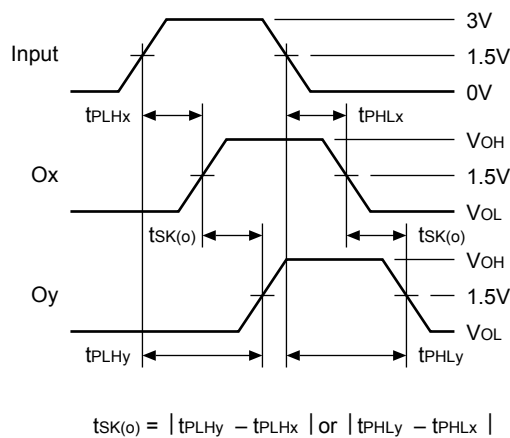 3V
Input 1.5V
0V
tPLHx tPHLx
VOH
Ox 1.5V
VOL
tSK(o) tSK(o)
VOH
Oy 1.5V
VOL
tPLHy tPHLy
tSK(o) = | tPLHy – tPLHx | or | tPHLy – tPHLx |